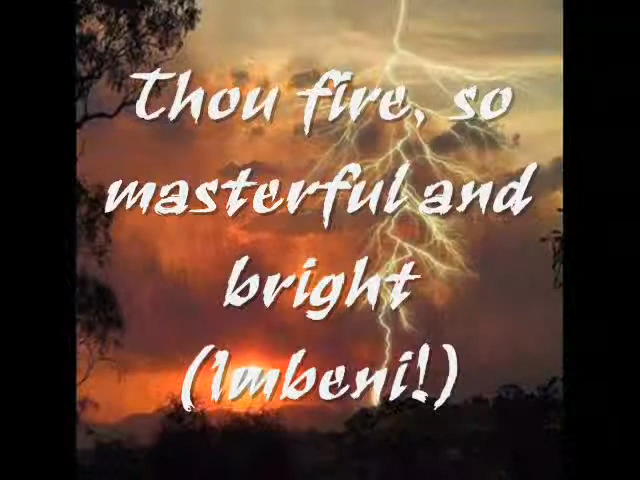 Thou fire, so
masterful and
bright
(Imbeni!)